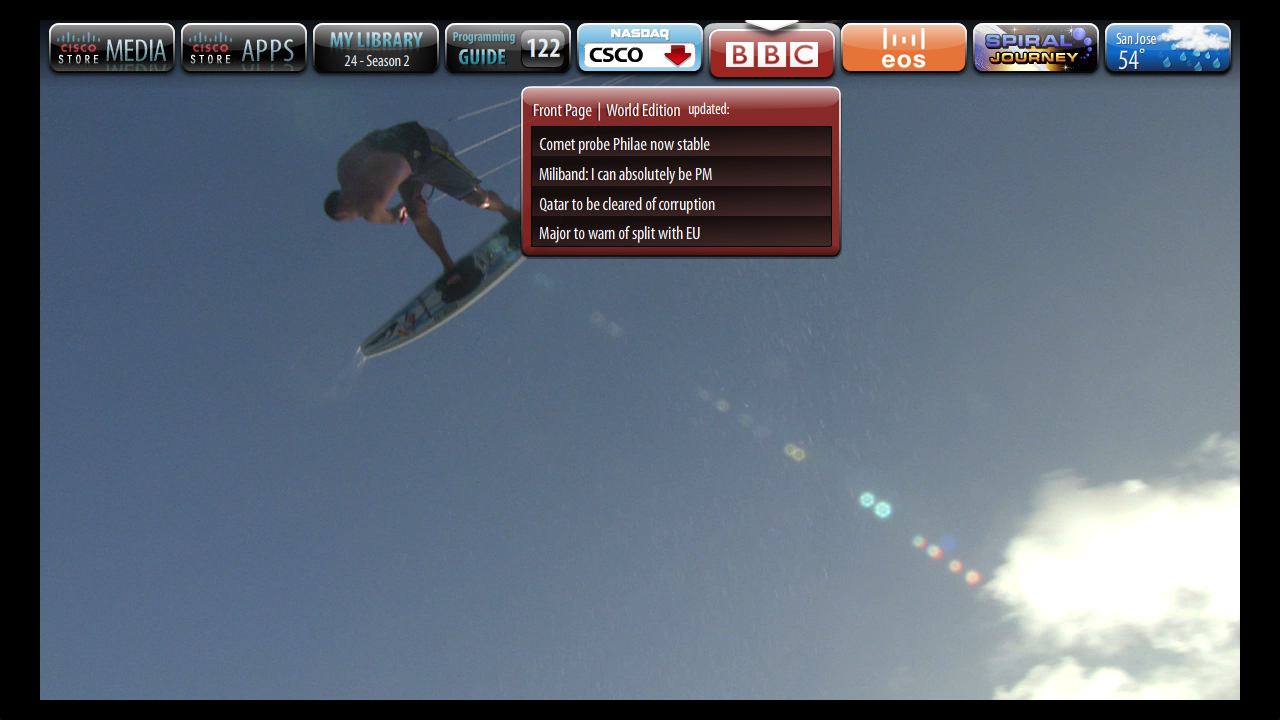 CISCO
STORE MEDIA
CISCO
STORE APPS
MY LIBRARY
24 - Season 2
Programming
GUIDE 122
NASDAQ
CSCO
BBC
eos
SPIRAL
JOURNEY
San Jose
54°
Front Page | World Edition updated:
Comet probe Philae now stable
Miliband: I can absolutely be PM
Qatar to be cleared of corruption
Major to warn of split with EU